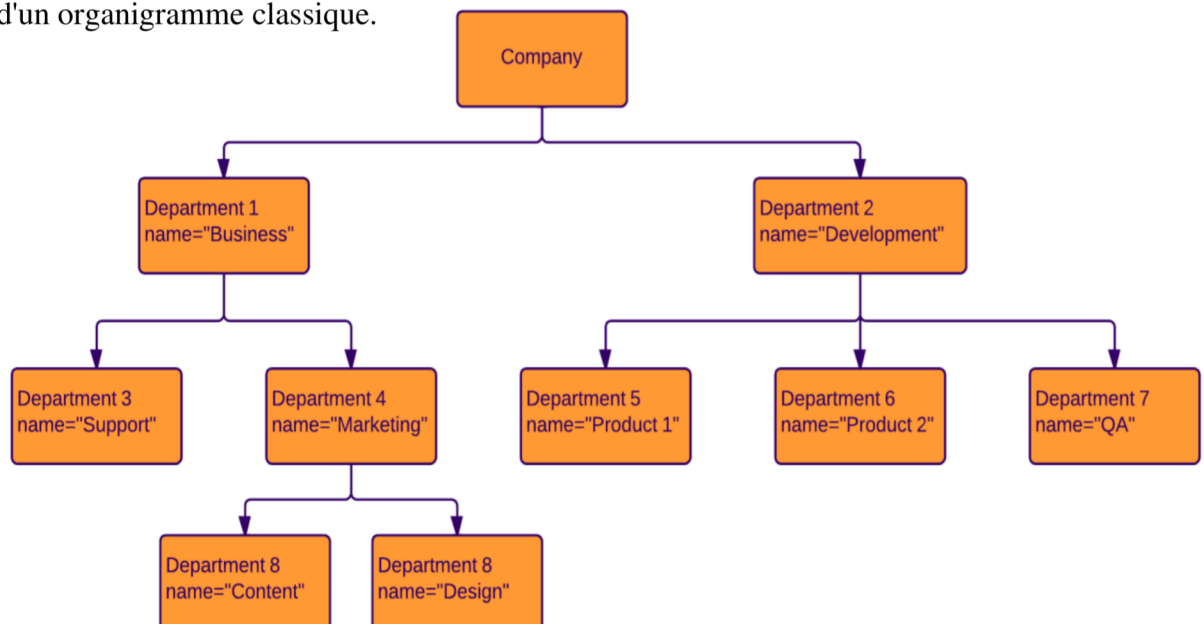 d'un organigramme classique.
Company
Department 1
name="Business"
Department 2
name="Development"
Department 3
name="Support"
Department 4
name="Marketing"
Department 5
name="Product 1"
Department 6
name="Product 2"
Department 7
name="QA"
Department 8
name="Content"
Department 8
name="Design"